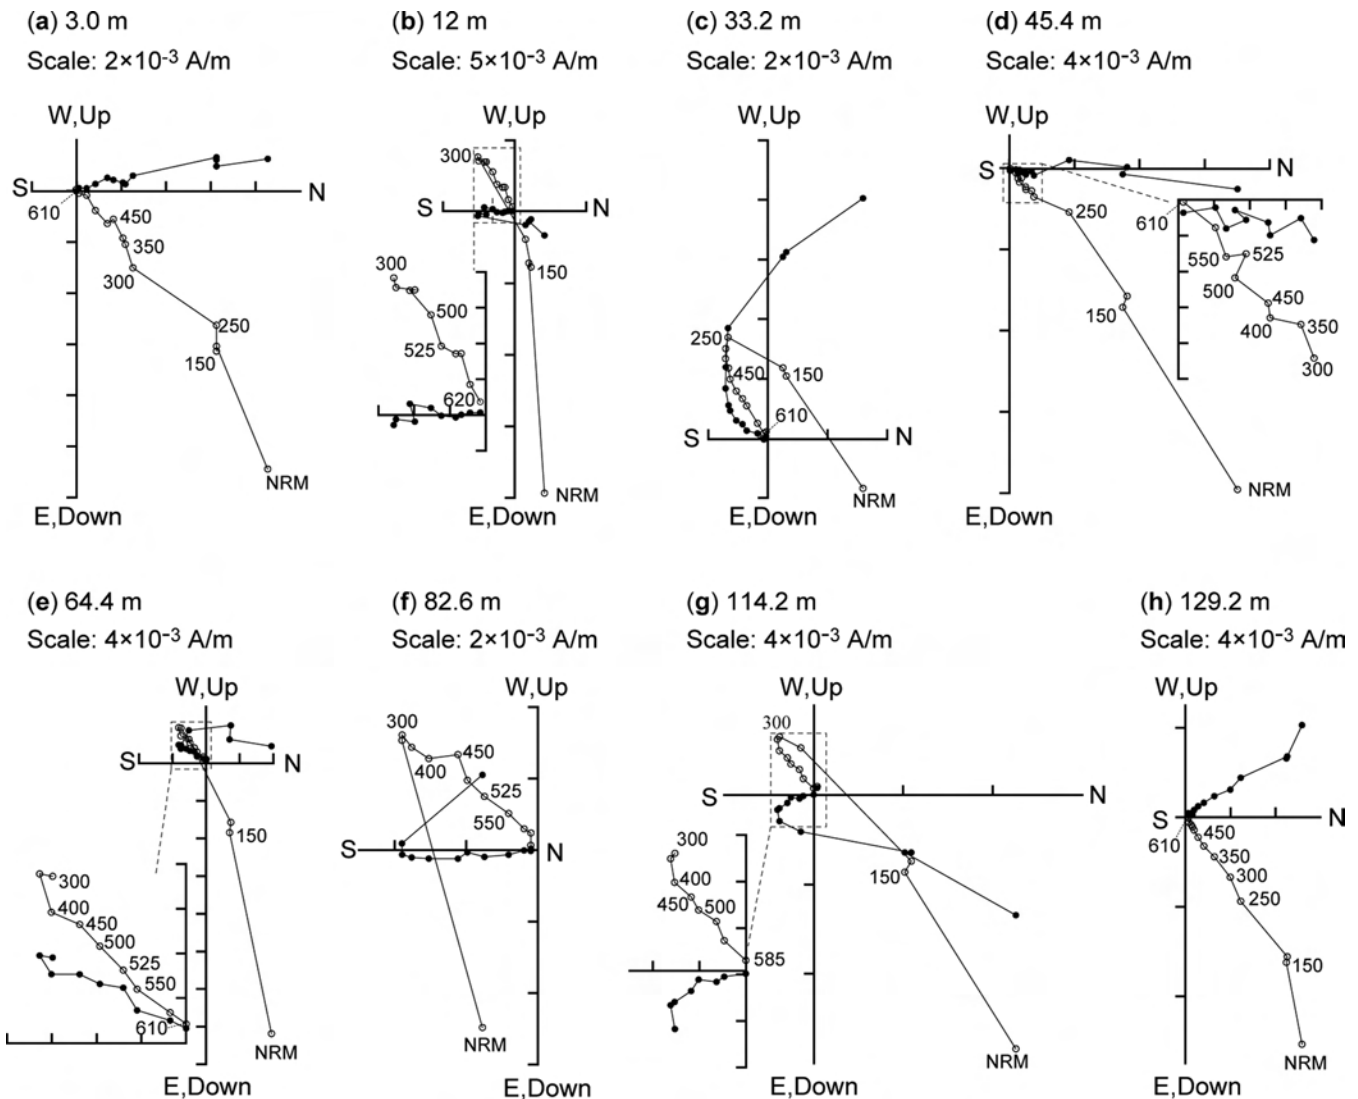 (a) 3.0 m
Scale: 2×10⁻³ A/m
W,Up
S
N
610
450
350
300
250
150
NRM
E,Down
(b) 12 m
Scale: 5×10⁻³ A/m
W,Up
300
S
N
150
300
500
525
620
NRM
E,Down
(c) 33.2 m
Scale: 2×10⁻³ A/m
W,Up
250
450
150
610
S
N
NRM
E,Down
(d) 45.4 m
Scale: 4×10⁻³ A/m
W,Up
S
N
250
150
610
550
525
500
450
400
350
300
NRM
E,Down
(e) 64.4 m
Scale: 4×10⁻³ A/m
W,Up
S
N
150
300
400
450
500
525
550
610
NRM
E,Down
(f) 82.6 m
Scale: 2×10⁻³ A/m
W,Up
300
450
400
525
550
S
N
NRM
E,Down
(g) 114.2 m
Scale: 4×10⁻³ A/m
W,Up
300
S
N
150
300
400
450
500
585
NRM
E,Down
(h) 129.2 m
Scale: 4×10⁻³ A/m
W,Up
S
N
610
450
350
300
250
150
NRM
E,Down